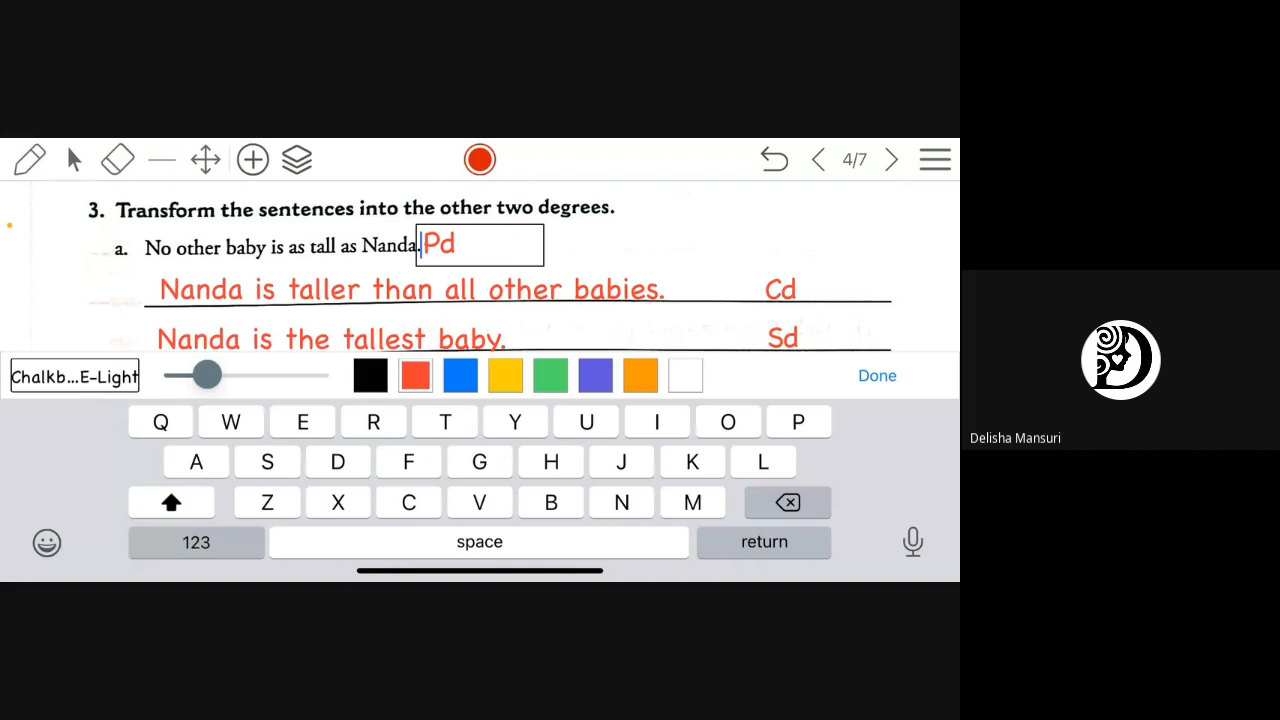 4/7
3. Transform the sentences into the other two degrees.
a. No other baby is as tall as Nanda. Pd
Nanda is taller than all other babies. Cd
Nanda is the tallest baby. Sd
Chalkb...E-Light Done
Q W E R T Y U I O P
A S D F G H J K L
Z X C V B N M
123 space return
D
Delisha Mansuri